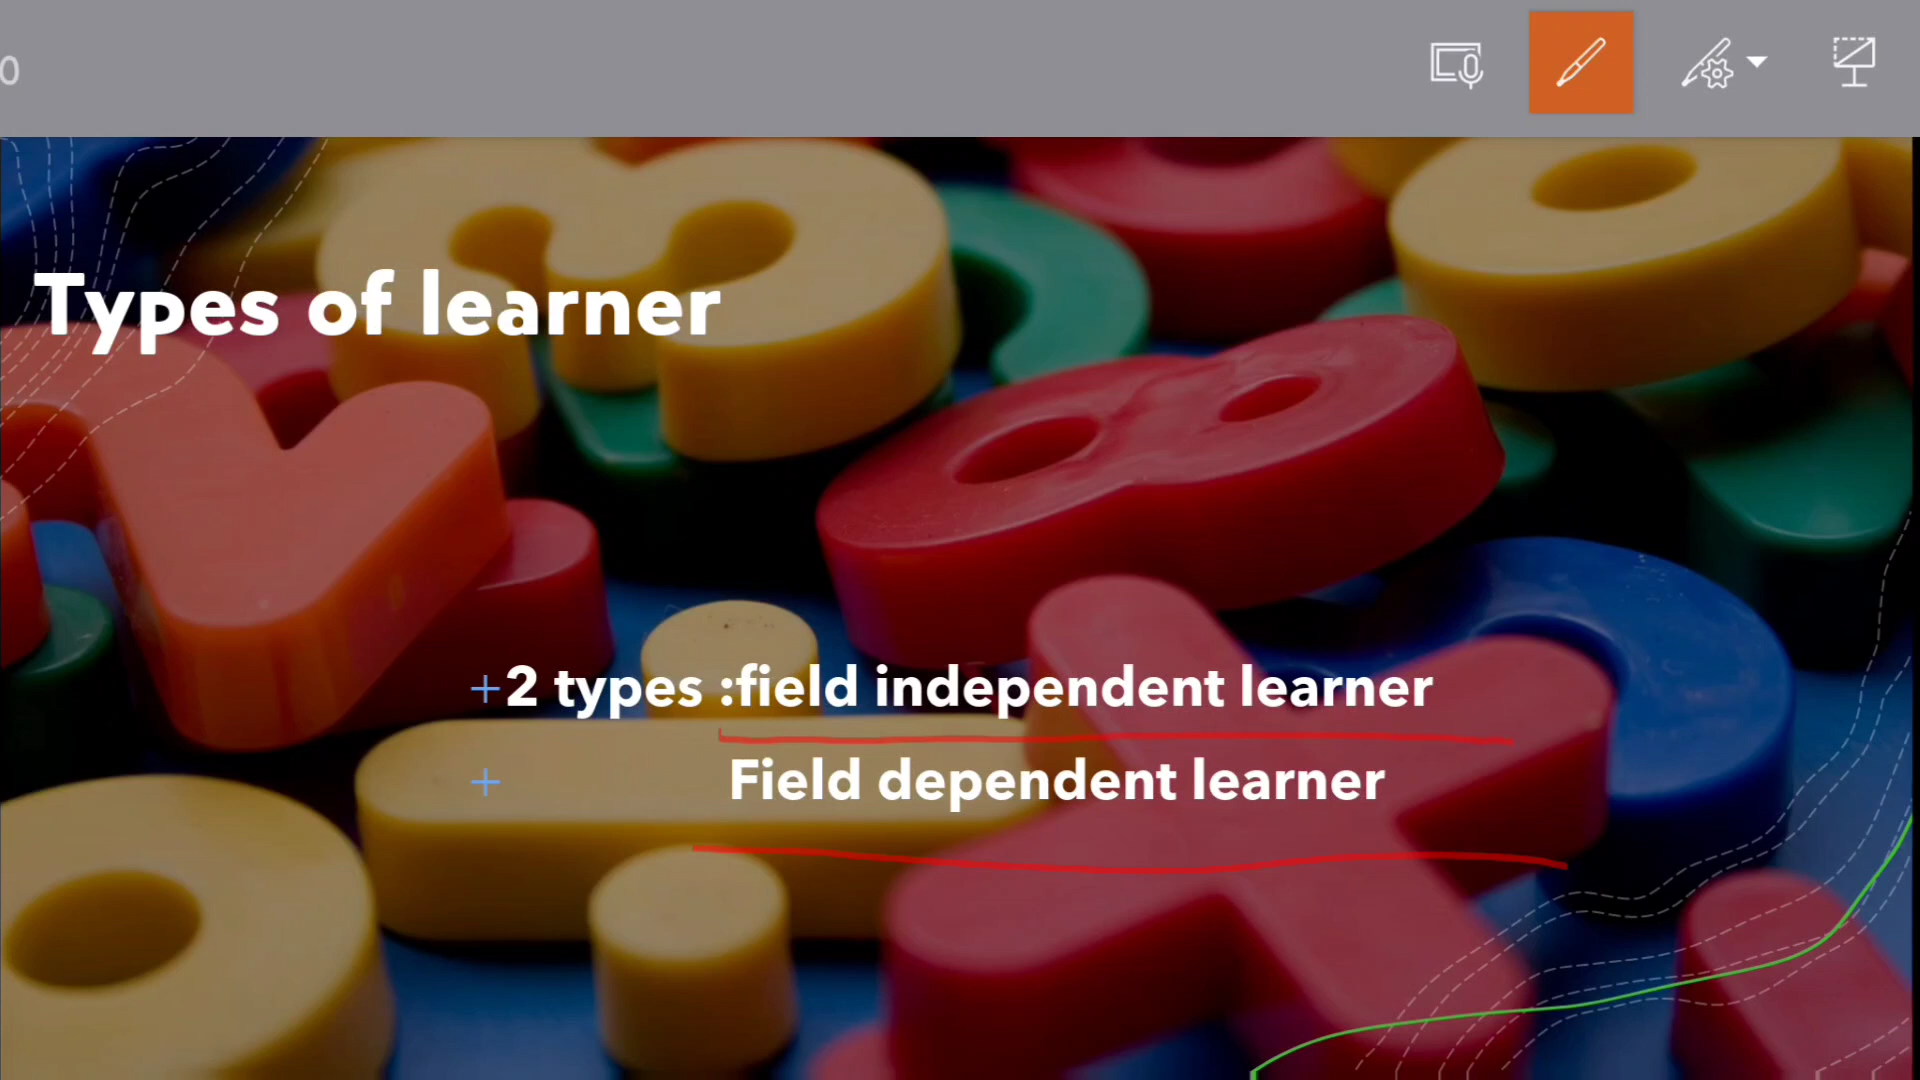 0
Types of learner
+2 types :field independent learner
+ Field dependent learner